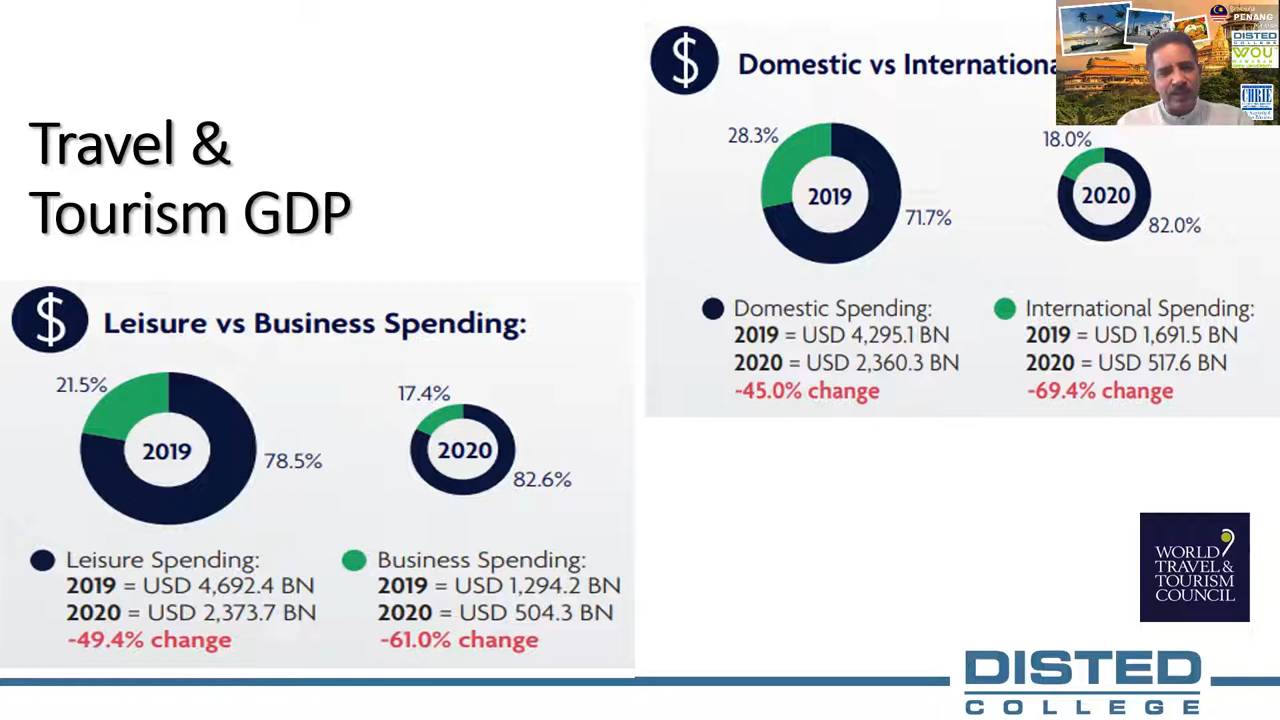 Travel &
Tourism GDP
$
Leisure vs Business Spending:
21.5%
2019
78.5%
17.4%
2020
82.6%
Leisure Spending:
2019 = USD 4,692.4 BN
2020 = USD 2,373.7 BN
-49.4% change
Business Spending:
2019 = USD 1,294.2 BN
2020 = USD 504.3 BN
-61.0% change
$
Domestic vs Internationa
28.3%
2019
71.7%
18.0%
2020
82.0%
Domestic Spending:
2019 = USD 4,295.1 BN
2020 = USD 2,360.3 BN
-45.0% change
International Spending:
2019 = USD 1,691.5 BN
2020 = USD 517.6 BN
-69.4% change
PENANG
DISTED
COLLEGE
WOU
CHRIE
WORLD
TRAVEL &
TOURISM
COUNCIL
DISTED
COLLEGE